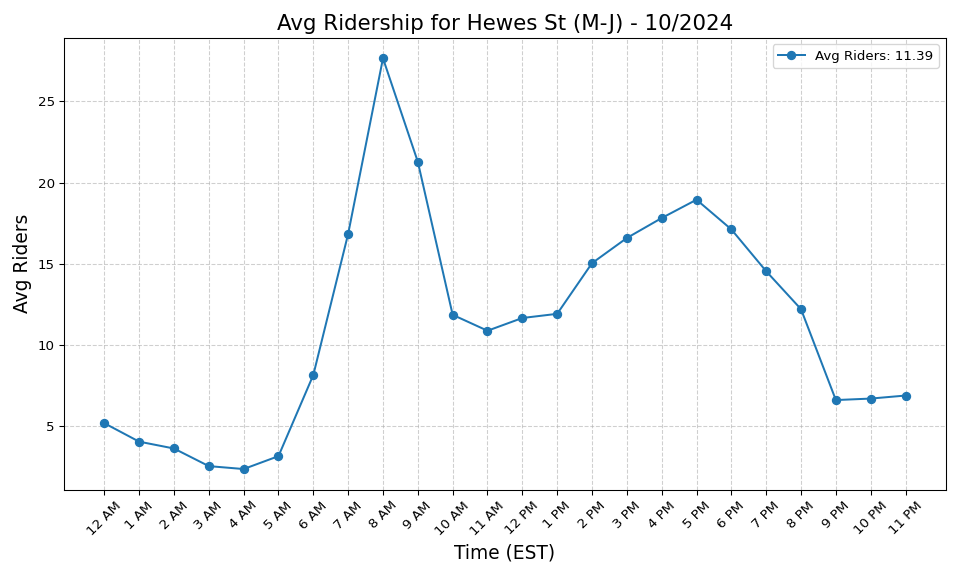 Avg Ridership for Hewes St (M-J) - 10/2024
Avg Riders: 11.39
Avg Riders
25
20
15
10
5
12 AM
1 AM
2 AM
3 AM
4 AM
5 AM
6 AM
7 AM
8 AM
9 AM
10 AM
11 AM
12 PM
1 PM
2 PM
3 PM
4 PM
5 PM
6 PM
7 PM
8 PM
9 PM
10 PM
11 PM
Time (EST)